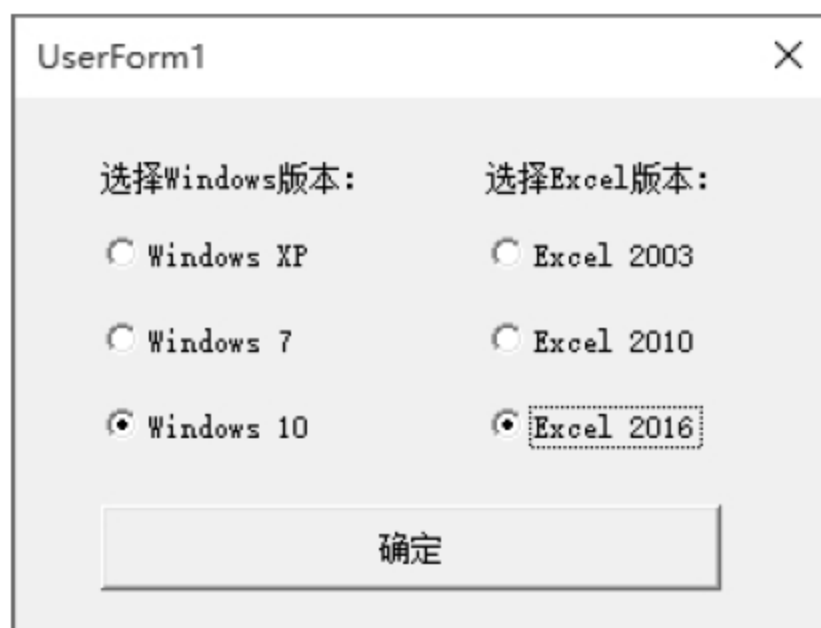 UserForm1
选择Windows版本： 选择Excel版本：
Windows XP Excel 2003
Windows 7 Excel 2010
Windows 10 Excel 2016
确定